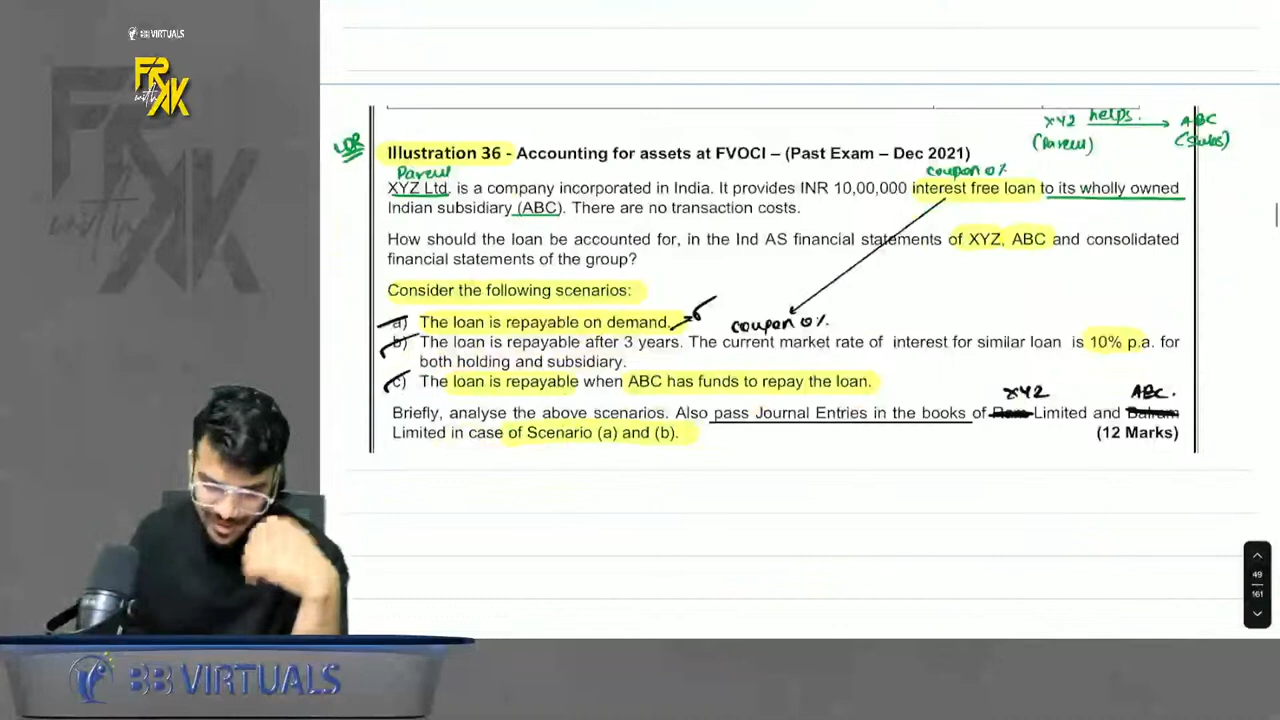 BB VIRTUALS
FR
with
AK
XYZ helps. ABC
(Parent) (Subs)
LDR
Illustration 36 - Accounting for assets at FVOCI – (Past Exam – Dec 2021)
Parent coupon 0%
XYZ Ltd. is a company incorporated in India. It provides INR 10,00,000 interest free loan to its wholly owned
Indian subsidiary (ABC). There are no transaction costs.
How should the loan be accounted for, in the Ind AS financial statements of XYZ, ABC and consolidated
financial statements of the group?
Consider the following scenarios:
a) The loan is repayable on demand.
coupon 0%.
b) The loan is repayable after 3 years. The current market rate of interest for similar loan is 10% p.a. for
both holding and subsidiary.
c) The loan is repayable when ABC has funds to repay the loan.
XYZ ABC.
Briefly, analyse the above scenarios. Also pass Journal Entries in the books of Ram Limited and Balram
Limited in case of Scenario (a) and (b).
(12 Marks)
49
161
BB VIRTUALS